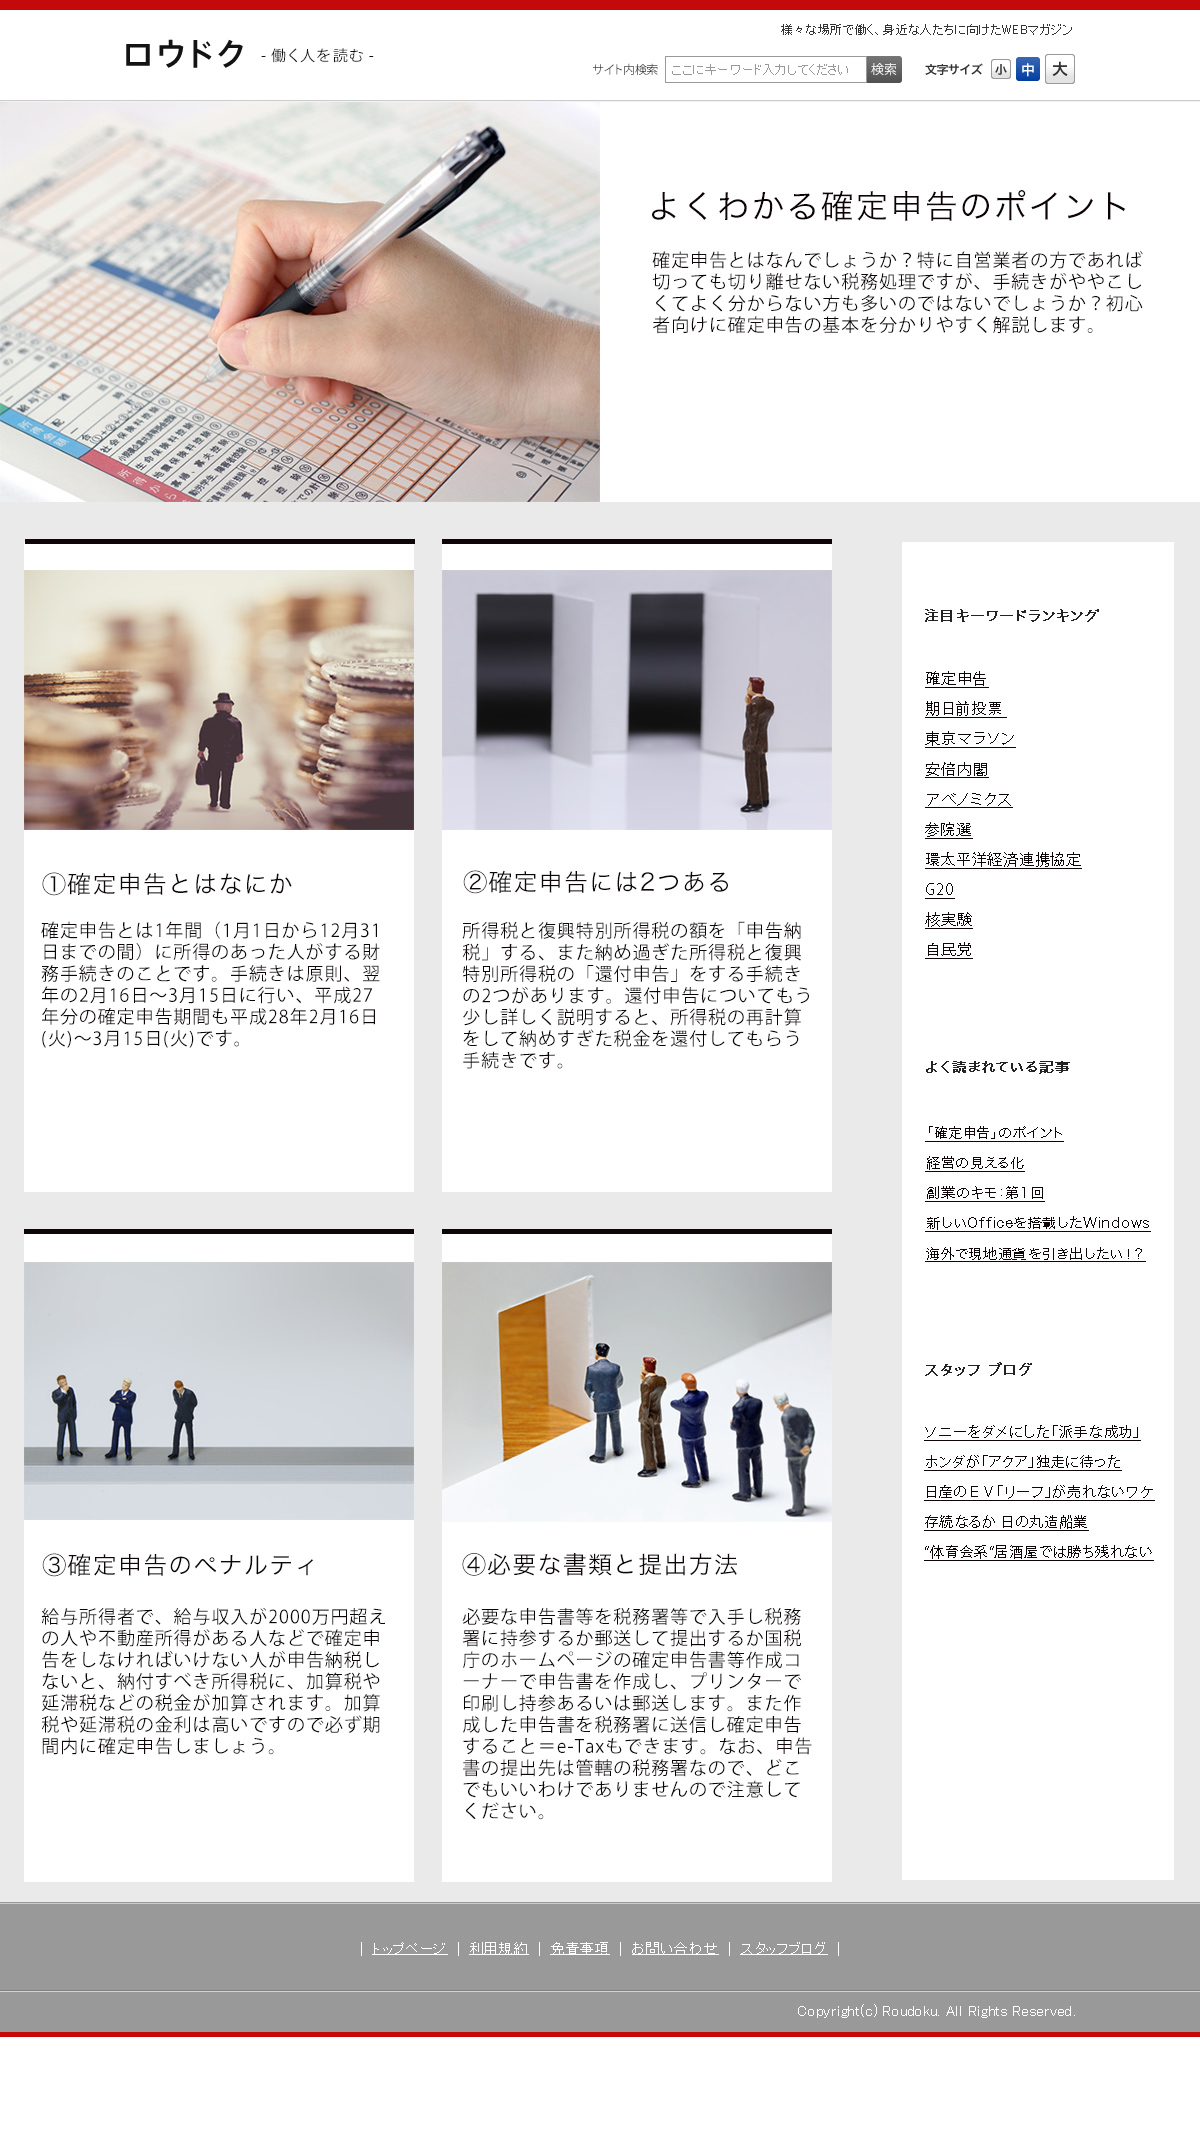 様々な場所で働く、身近な人たちに向けたWEBマガジン
ロウドク - 働く人を読む -
サイト内検索 ここにキーワード入力してください 検索 文字サイズ 小 中 大
よくわかる確定申告のポイント
確定申告とはなんでしょうか？特に自営業者の方であれば
切っても切り離せない税務処理ですが、手続きがややこし
くてよく分からない方も多いのではないでしょうか？初心
者向けに確定申告の基本を分かりやすく解説します。
①確定申告とはなにか
確定申告とは1年間（1月1日から12月31
日までの間）に所得のあった人がする財
務手続きのことです。手続きは原則、翌
年の2月16日～3月15日に行い、平成27
年分の確定申告期間も平成28年2月16日
(火)～3月15日(火)です。
②確定申告には2つある
所得税と復興特別所得税の額を「申告納
税」する、また納め過ぎた所得税と復興
特別所得税の「還付申告」をする手続き
の2つがあります。還付申告についてもう
少し詳しく説明すると、所得税の再計算
をして納めすぎた税金を還付してもらう
手続きです。
③確定申告のペナルティ
給与所得者で、給与収入が2000万円超え
の人や不動産所得がある人などで確定申
告をしなければいけない人が申告納税し
ないと、納付すべき所得税に、加算税や
延滞税などの税金が加算されます。加算
税や延滞税の金利は高いですので必ず期
間内に確定申告しましょう。
④必要な書類と提出方法
必要な申告書等を税務署等で入手し税務
署に持参するか郵送して提出するか国税
庁のホームページの確定申告書等作成コ
ーナーで申告書を作成し、プリンターで
印刷し持参あるいは郵送します。また作
成した申告書を税務署に送信し確定申告
すること＝e-Taxもできます。なお、申告
書の提出先は管轄の税務署なので、どこ
でもいいわけでありませんので注意して
ください。
注目キーワードランキング
確定申告
期日前投票
東京マラソン
安倍内閣
アベノミクス
参院選
環太平洋経済連携協定
G20
核実験
自民党
よく読まれている記事
「確定申告」のポイント
経営の見える化
創業のキモ：第１回
新しいOfficeを搭載したWindows
海外で現地通貨を引き出したい！？
スタッフ ブログ
ソニーをダメにした「派手な成功」
ホンダが「アクア」独走に待った
日産のＥＶ「リーフ」が売れないワケ
存続なるか 日の丸造船業
“体育会系”居酒屋では勝ち残れない
| トップページ | 利用規約 | 免責事項 | お問い合わせ | スタッフブログ |
Copyright(c) Roudoku. All Rights Reserved.